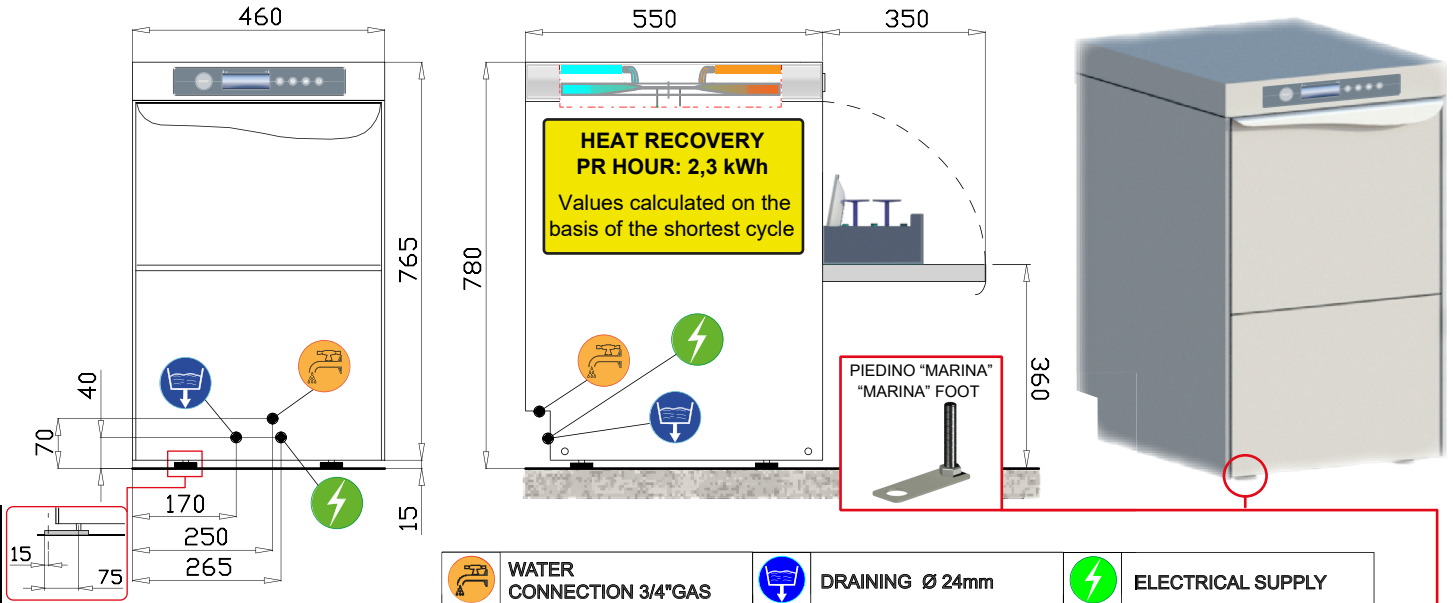 460
550
350
HEAT RECOVERY
PR HOUR: 2,3 kWh
Values calculated on the
basis of the shortest cycle
765
780
360
40
70
170
250
265
15
15
75
PIEDINO “MARINA”
“MARINA” FOOT
WATER
CONNECTION 3/4"GAS
DRAINING Ø 24mm
ELECTRICAL SUPPLY